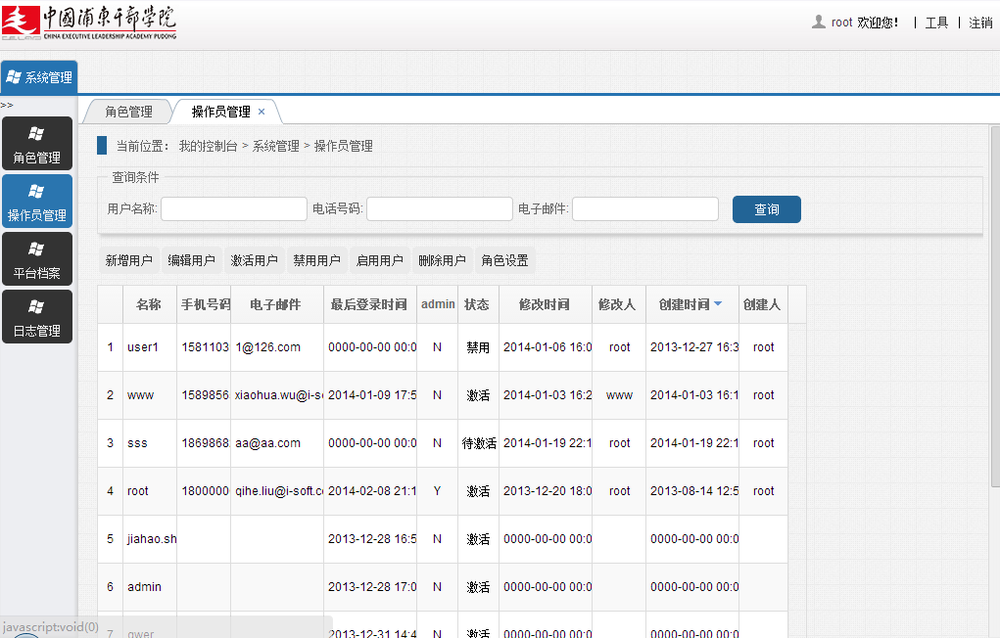 中国浦东干部学院
CHINA EXECUTIVE LEADERSHIP ACADEMY PUDONG
root 欢迎您! | 工具 | 注销
系统管理
>>
角色管理
操作员管理
平台档案
日志管理
角色管理 操作员管理 ×
当前位置: 我的控制台 > 系统管理 > 操作员管理
查询条件
用户名称: 电话号码: 电子邮件: 查询
新增用户 编辑用户 激活用户 禁用用户 启用用户 删除用户 角色设置
名称 手机号码 电子邮件 最后登录时间 admin 状态 修改时间 修改人 创建时间 创建人
1 user1 1581103 1@126.com 0000-00-00 00:0 N 禁用 2014-01-06 16:0 root 2013-12-27 16:3 root
2 www 1589856 xiaohua.wu@i-s 2014-01-09 17:5 N 激活 2014-01-03 16:2 www 2014-01-03 16:1 root
3 sss 1869868 aa@aa.com 0000-00-00 00:0 N 待激活 2014-01-19 22:1 root 2014-01-19 22:1 root
4 root 1800000 qihe.liu@i-soft.c 2014-02-08 21:1 Y 激活 2013-12-20 18:0 root 2013-08-14 12:5 root
5 jiahao.sh 2013-12-28 16:5 N 激活 0000-00-00 00:0 0000-00-00 00:0
6 admin 2013-12-28 17:0 N 激活 0000-00-00 00:0 0000-00-00 00:0
7 qwer 2013-12-31 14:4 N 激活 0000-00-00 00:0 0000-00-00 00:0
javascript:void(0)